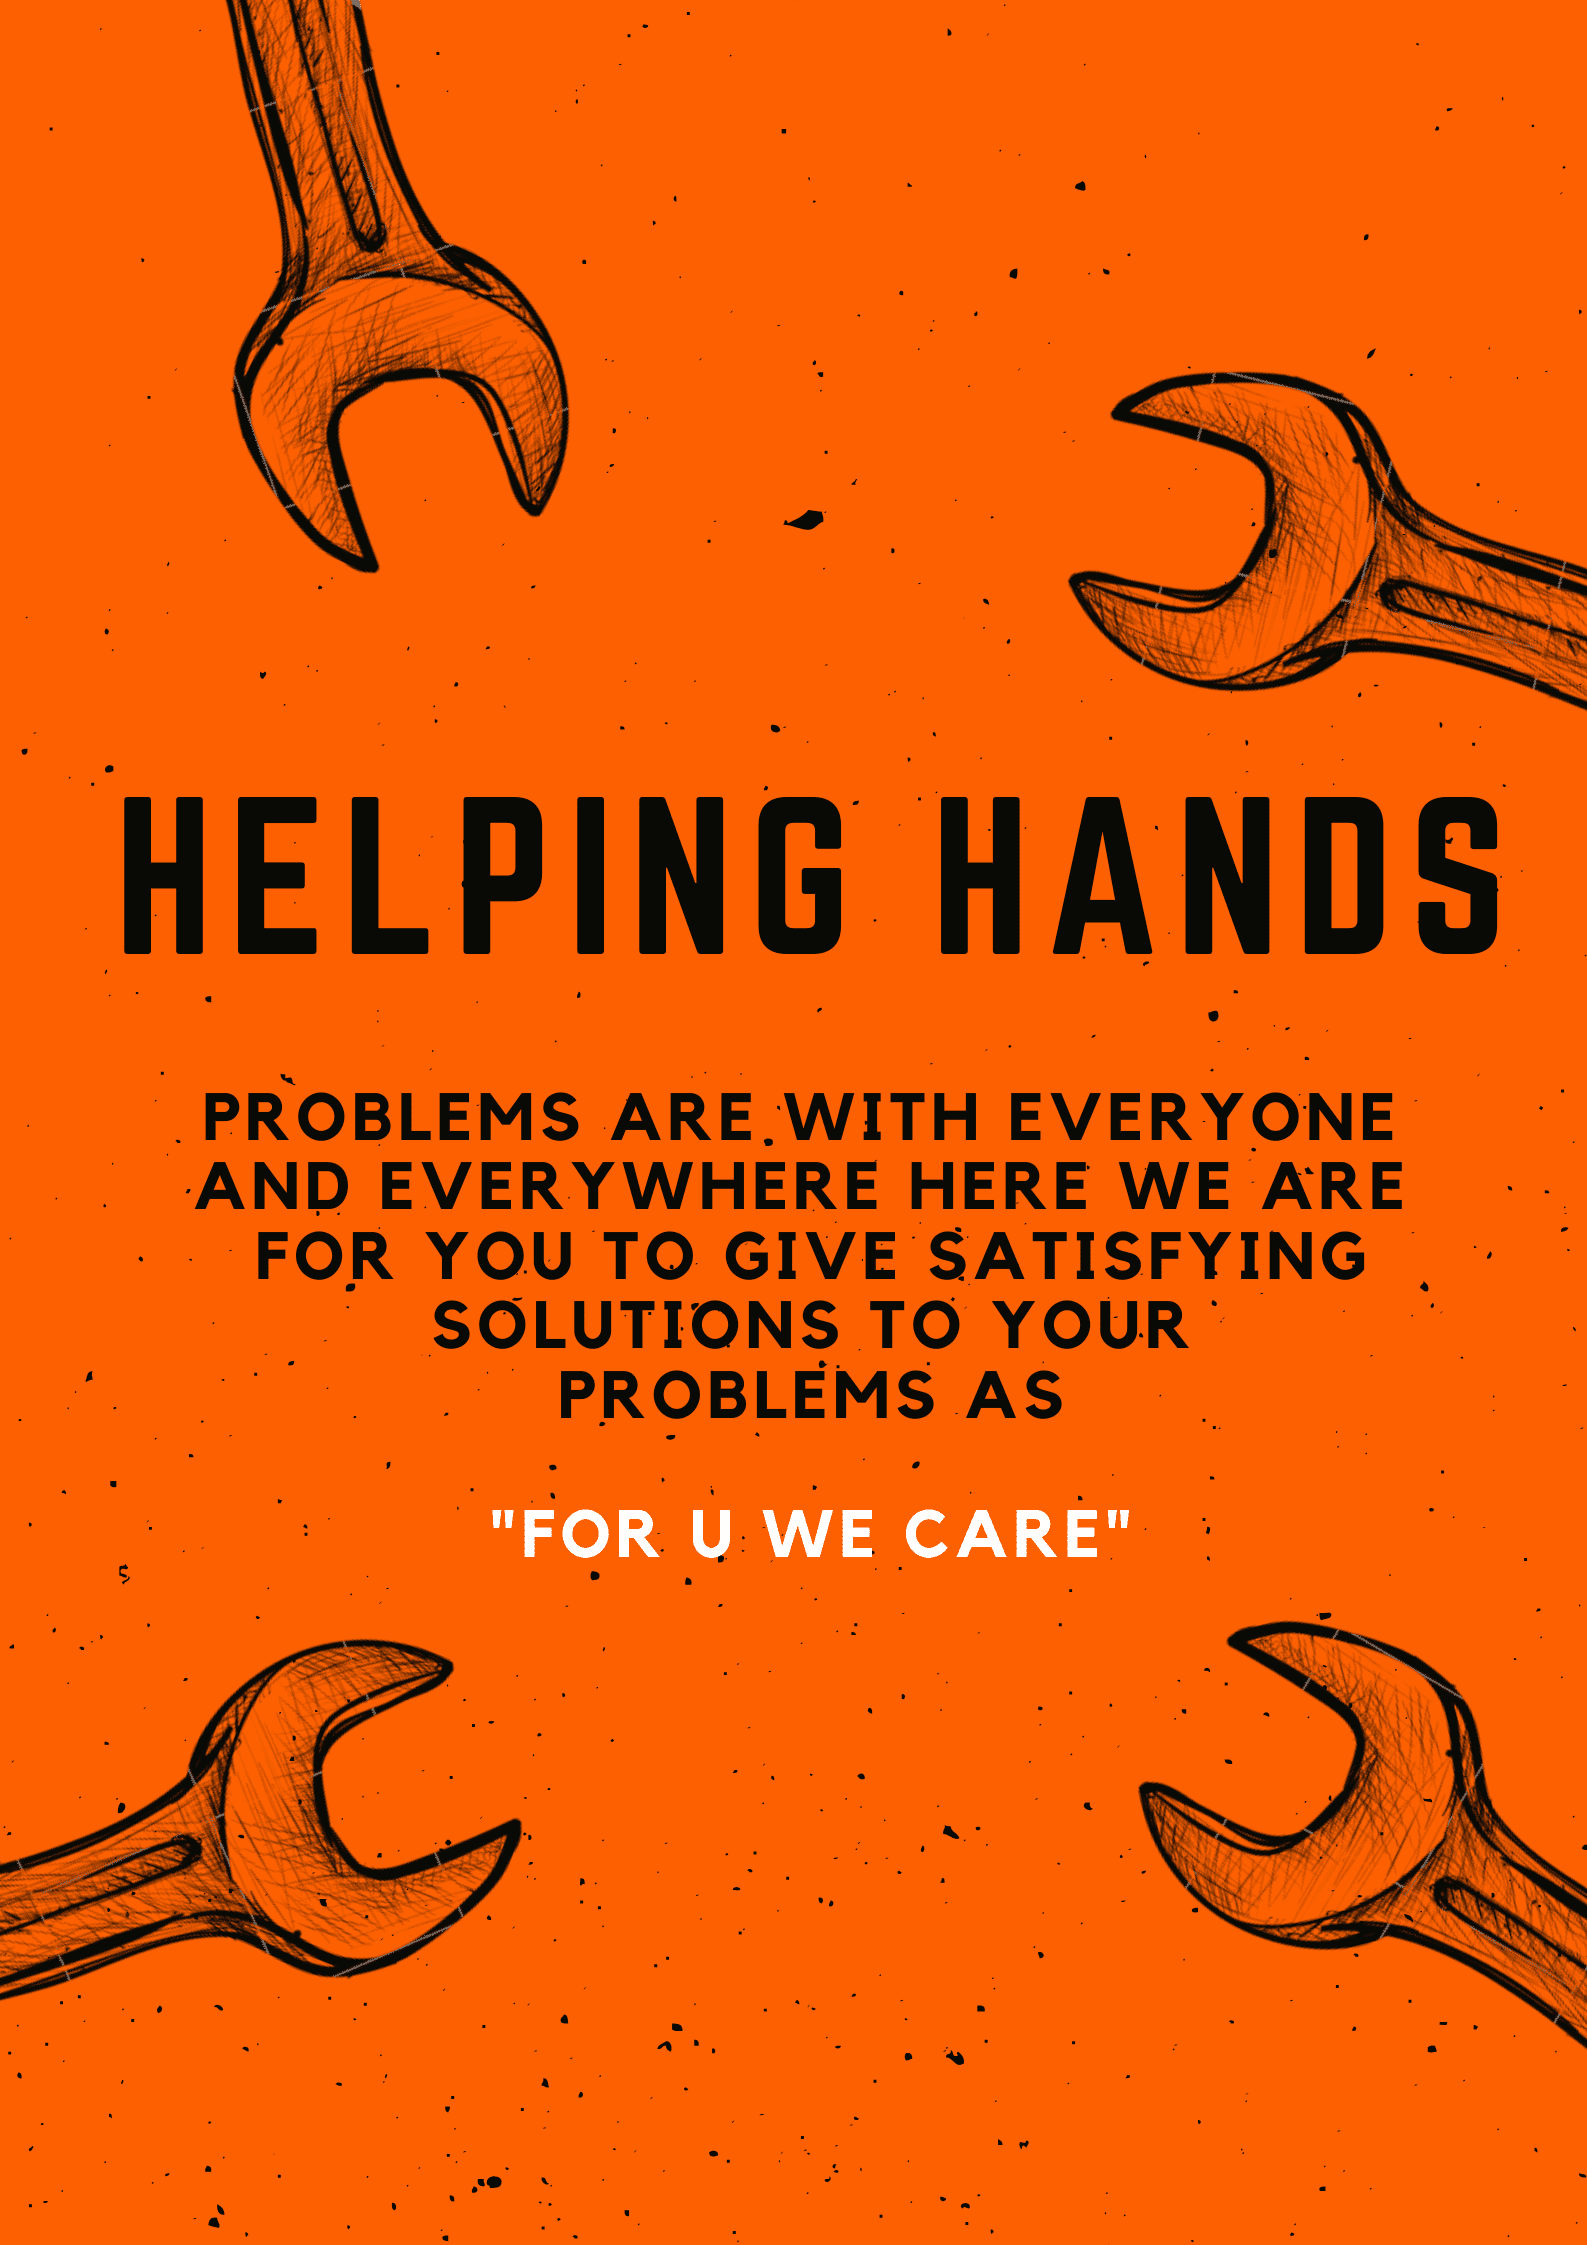 HELPING HANDS
PROBLEMS ARE WITH EVERYONE
AND EVERYWHERE HERE WE ARE
FOR YOU TO GIVE SATISFYING
SOLUTIONS TO YOUR
PROBLEMS AS
"FOR U WE CARE"